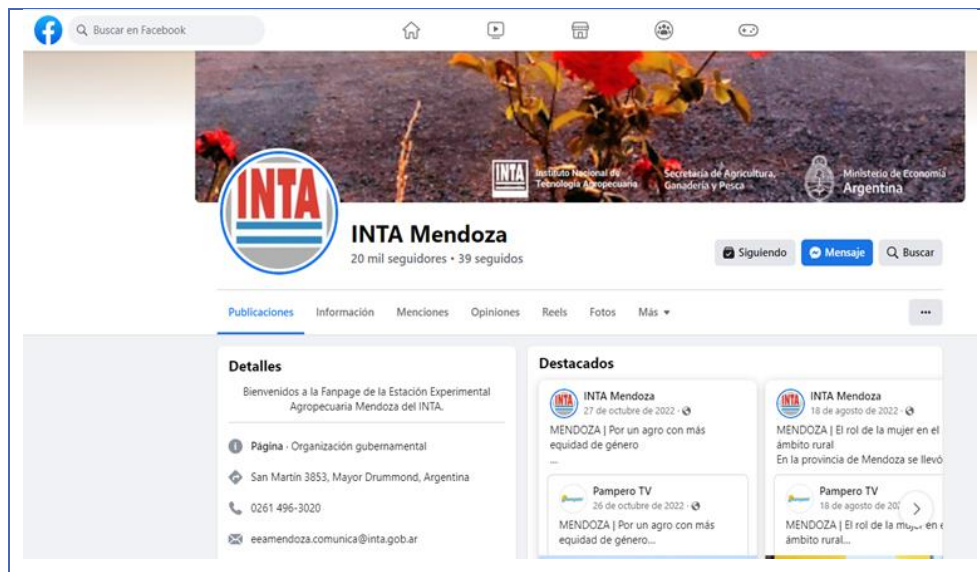 Buscar en Facebook
INTA
Instituto Nacional de
Tecnología Agropecuaria
Secretaría de Agricultura,
Ganadería y Pesca
Ministerio de Economía
Argentina
INTA
INTA Mendoza
20 mil seguidores • 39 seguidos
Siguiendo
Mensaje
Buscar
Publicaciones
Información
Menciones
Opiniones
Reels
Fotos
Más
Detalles
Bienvenidos a la Fanpage de la Estación Experimental
Agropecuaria Mendoza del INTA.
Página · Organización gubernamental
San Martín 3853, Mayor Drummond, Argentina
0261 496-3020
eeamendoza.comunica@inta.gob.ar
Destacados
INTA
INTA Mendoza
27 de octubre de 2022 ·
MENDOZA | Por un agro con más
equidad de género
...
Pampero
Pampero TV
26 de octubre de 2022 ·
MENDOZA | Por un agro con más
equidad de género...
INTA
INTA Mendoza
18 de agosto de 2022 ·
MENDOZA | El rol de la mujer en el
ámbito rural
En la provincia de Mendoza se llevó
Pampero
Pampero TV
18 de agosto de
MENDOZA | El rol de la mujer en
ámbito rural...